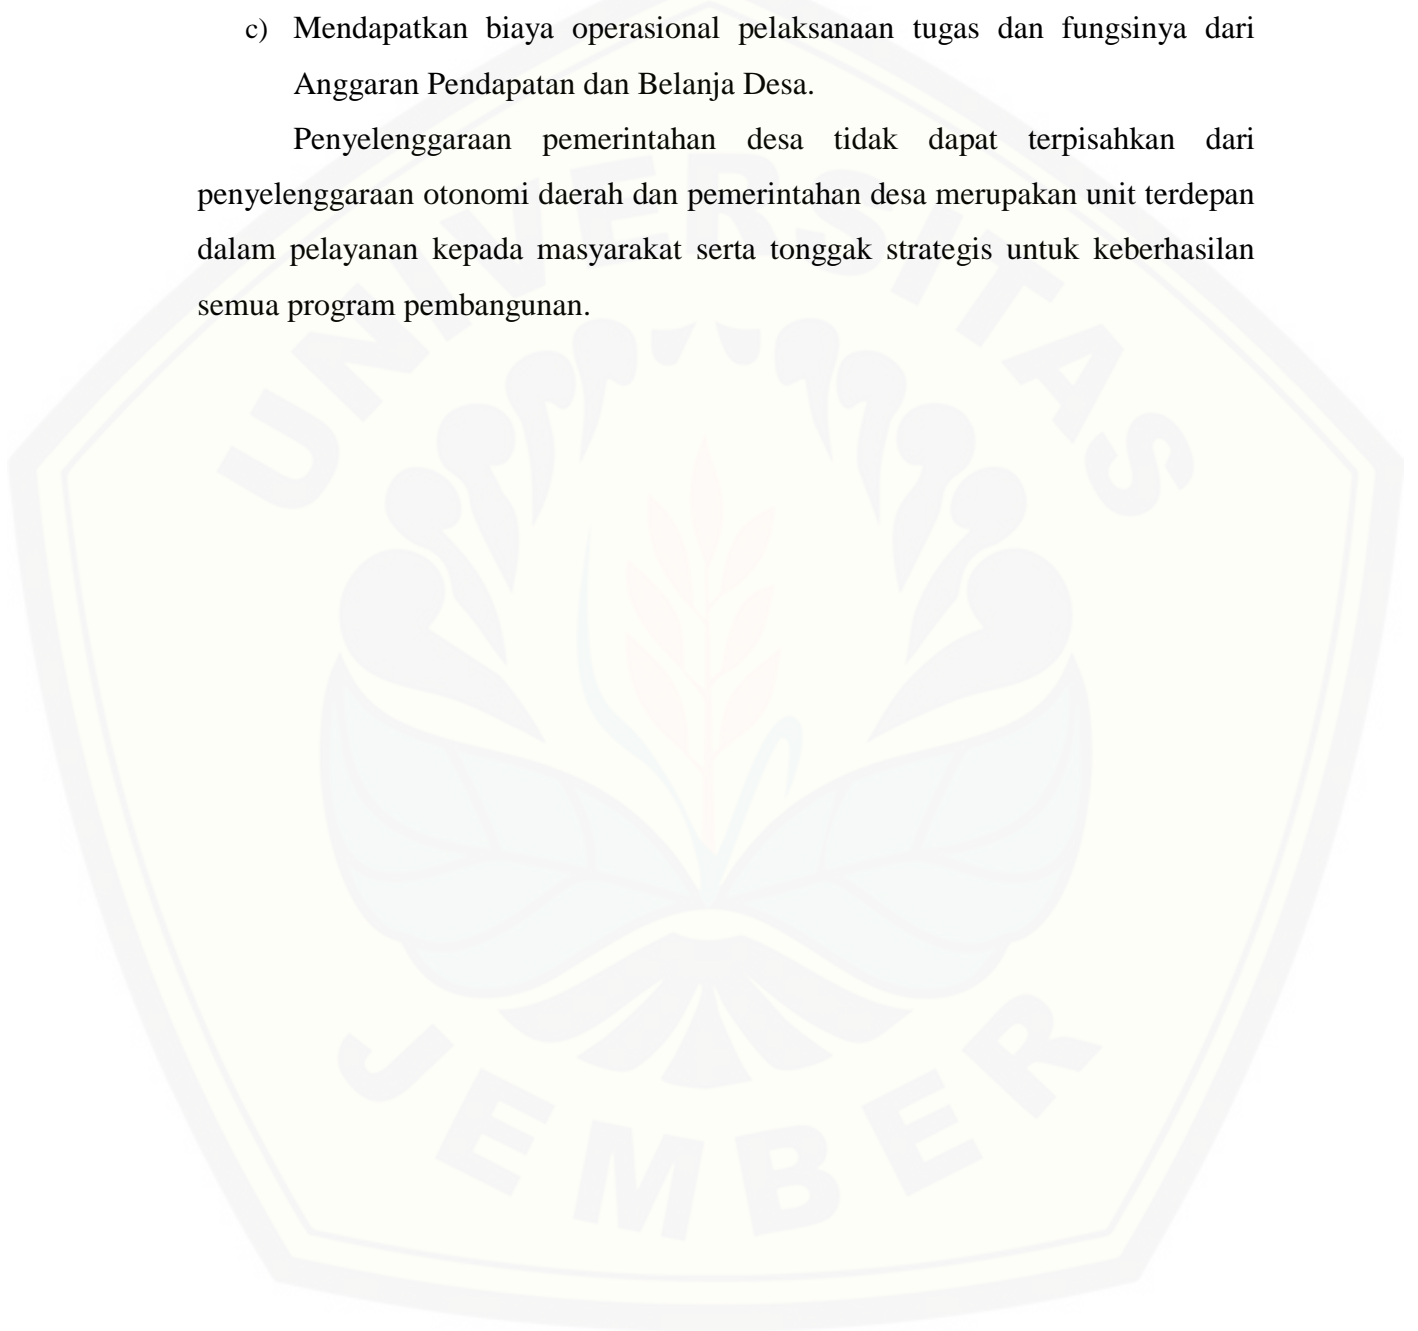 c) Mendapatkan biaya operasional pelaksanaan tugas dan fungsinya dari
Anggaran Pendapatan dan Belanja Desa.
Penyelenggaraan pemerintahan desa tidak dapat terpisahkan dari
penyelenggaraan otonomi daerah dan pemerintahan desa merupakan unit terdepan
dalam pelayanan kepada masyarakat serta tonggak strategis untuk keberhasilan
semua program pembangunan.
UNIVERSITAS
JEMBER